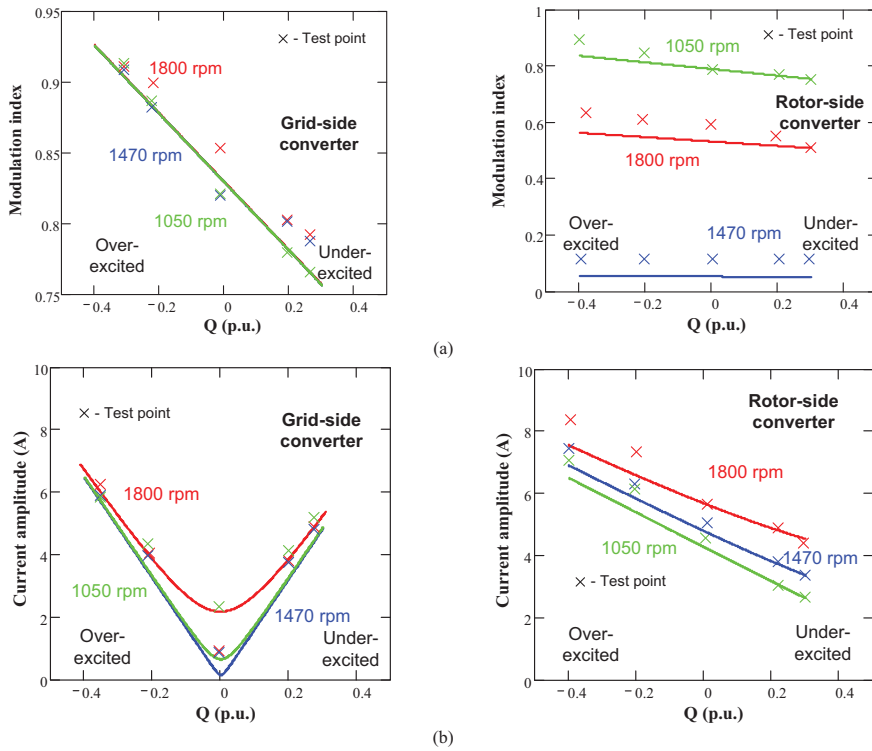 0.95
0.9
0.85
0.8
0.75
Modulation index
× - Test point
1800 rpm
Grid-side
converter
1470 rpm
1050 rpm
Over-
excited
Under-
excited
−0.4
−0.2
0
0.2
0.4
Q (p.u.)
1
0.8
0.6
0.4
0.2
0
Modulation index
× - Test point
1050 rpm
Rotor-side
converter
1800 rpm
Over-
excited
1470 rpm
Under-
excited
−0.4
−0.2
0
0.2
0.4
Q (p.u.)
(a)
10
8
6
4
2
0
Current amplitude (A)
× - Test point
Grid-side
converter
1800 rpm
1050 rpm
1470 rpm
Over-
excited
Under-
excited
−0.4
−0.2
0
0.2
0.4
Q (p.u.)
10
8
6
4
2
0
Current amplitude (A)
Rotor-side
converter
1800 rpm
1050 rpm
1470 rpm
× - Test point
Over-
excited
Under-
excited
−0.4
−0.2
0
0.2
0.4
Q (p.u.)
(b)